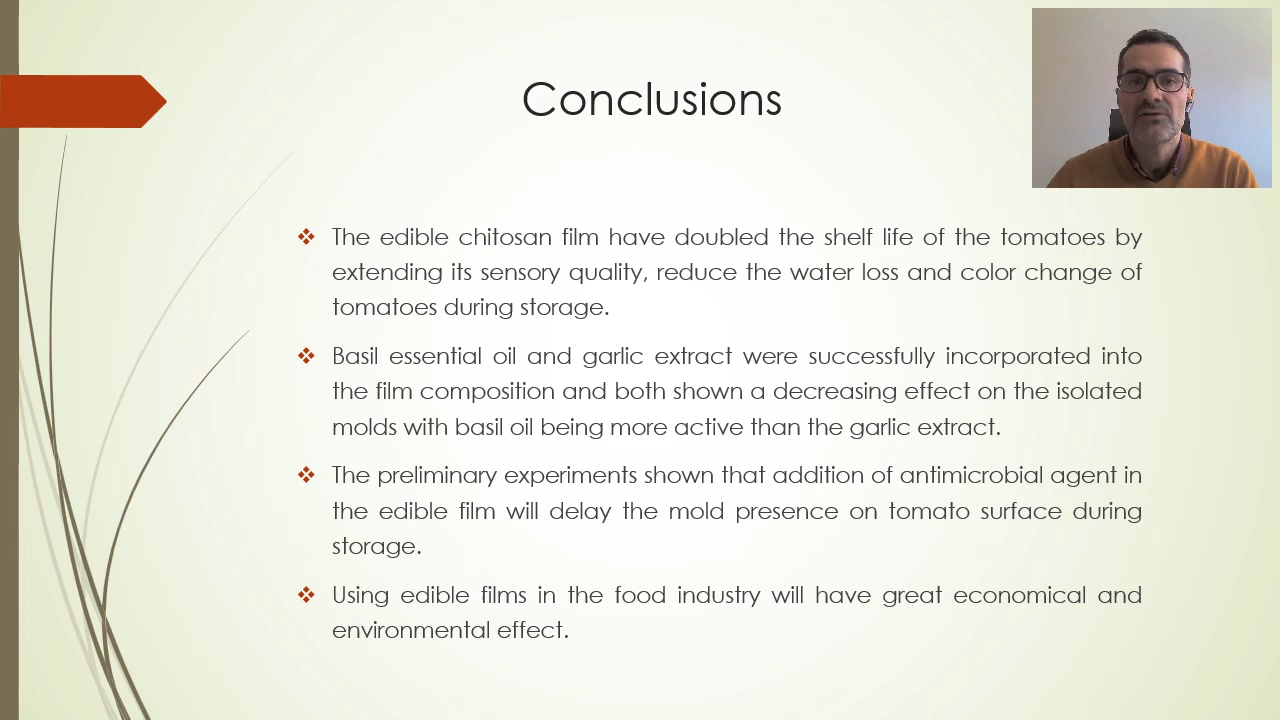 Conclusions
The edible chitosan film have doubled the shelf life of the tomatoes by
extending its sensory quality, reduce the water loss and color change of
tomatoes during storage.
Basil essential oil and garlic extract were successfully incorporated into
the film composition and both shown a decreasing effect on the isolated
molds with basil oil being more active than the garlic extract.
The preliminary experiments shown that addition of antimicrobial agent in
the edible film will delay the mold presence on tomato surface during
storage.
Using edible films in the food industry will have great economical and
environmental effect.